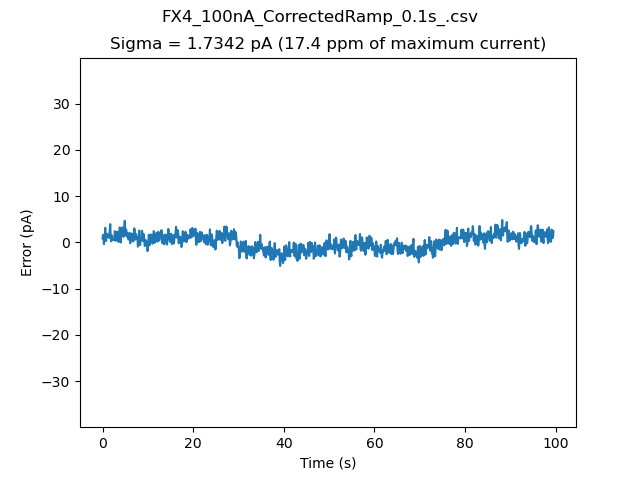 FX4_100nA_CorrectedRamp_0.1s_.csv
Sigma = 1.7342 pA (17.4 ppm of maximum current)
30
20
10
0
−10
−20
−30
Error (pA)
0 20 40 60 80 100
Time (s)